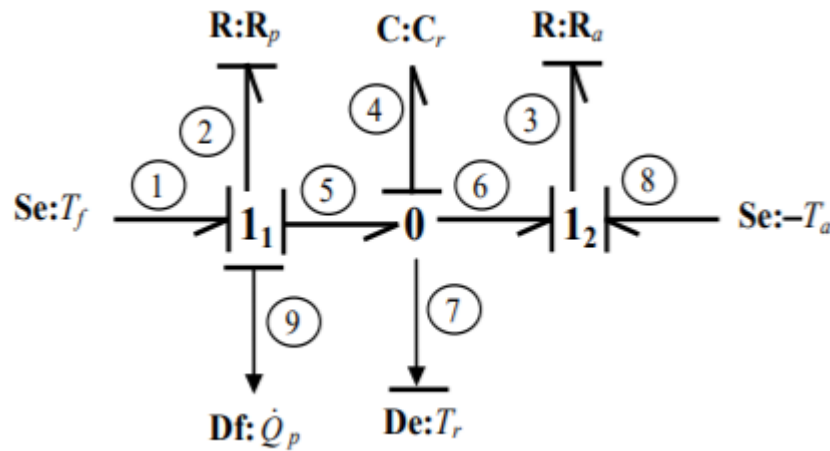 R:R_p C:C_r R:R_a
2 4 3
1 5 6 8
Se:T_f 1_1 0 1_2 Se:–T_a
9 7
Df:Q̇_p De:T_r